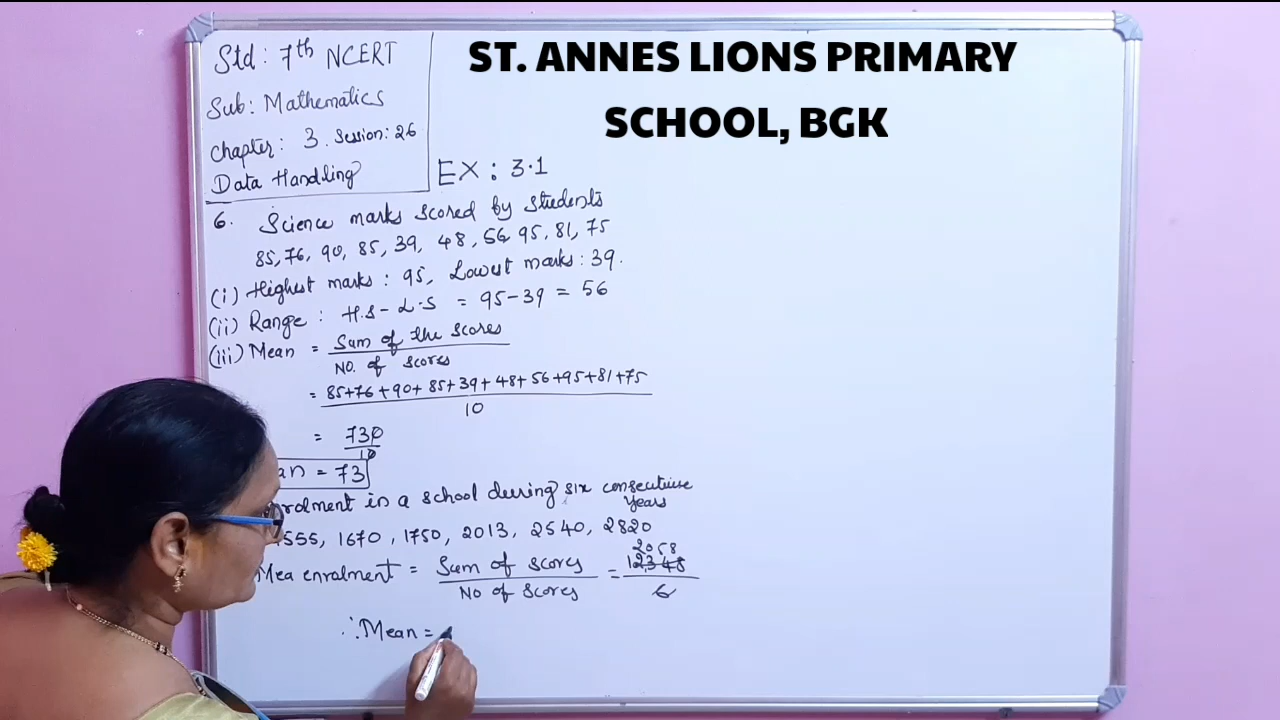 ST. ANNES LIONS PRIMARY
SCHOOL, BGK
Std: 7th NCERT
Sub: Mathematics
Chapter: 3. Session: 26
Data Handling
EX : 3.1
6. Science marks scored by students
85, 76, 90, 85, 39, 48, 56, 95, 81, 75
(i) Highest marks : 95, Lowest marks : 39.
(ii) Range : H.S - L.S = 95-39 = 56
(iii) Mean = Sum of the scores
No. of scores
= 85+76+90+85+39+48+56+95+81+75
10
= 730
10
an = 73
rolment in a school during six consecutive
years
555, 1670, 1750, 2013, 2540, 2820
2058
Mea enrolment = Sum of scores = 12,348
No of Scores 6
∴ Mean =